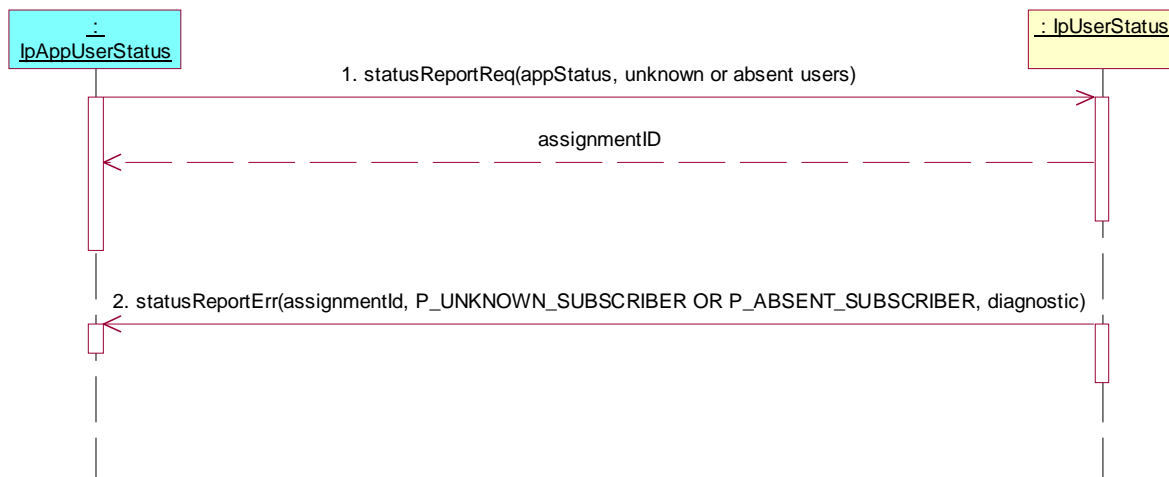 :
IpAppUserStatus
: IpUserStatus
1. statusReportReq(appStatus, unknown or absent users)
assignmentID
2. statusReportErr(assignmentId, P_UNKNOWN_SUBSCRIBER OR P_ABSENT_SUBSCRIBER, diagnostic)